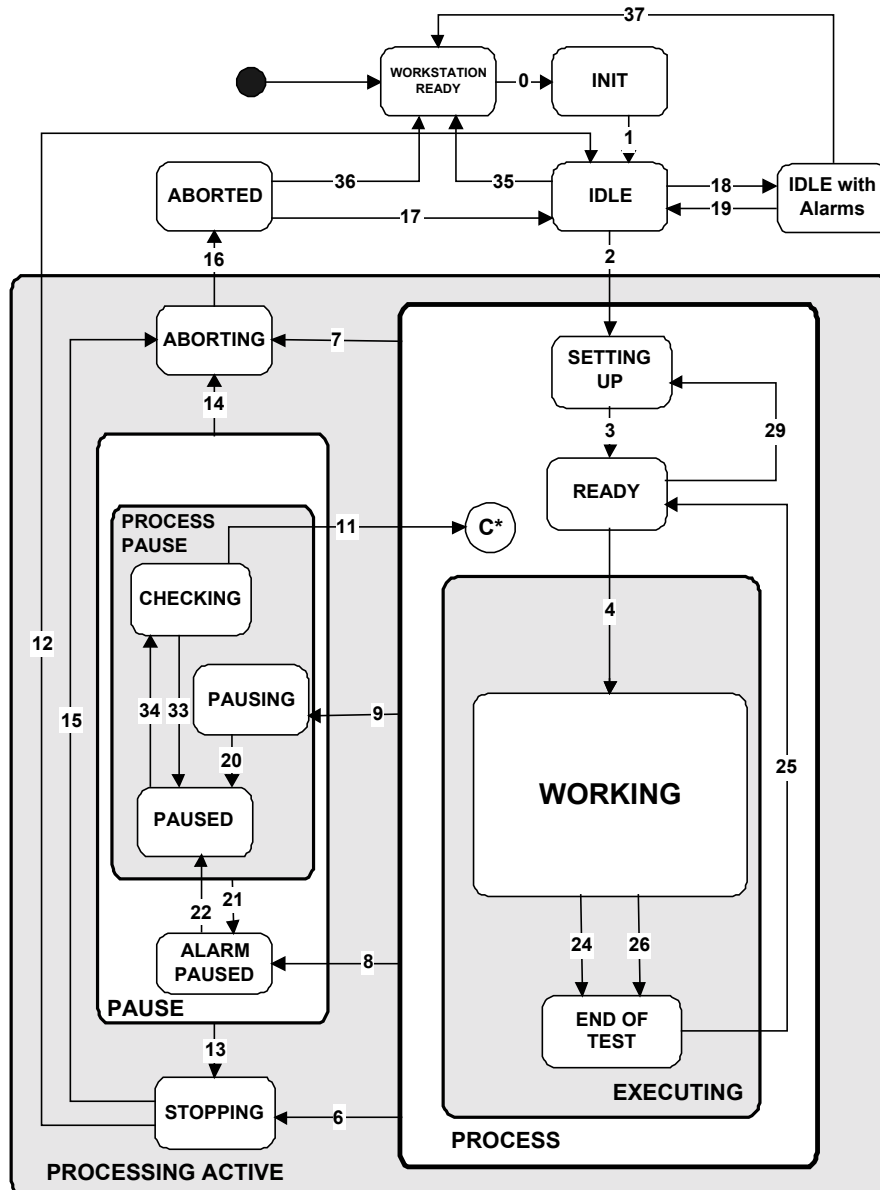 37
WORKSTATION
READY
0
INIT
1
ABORTED
36
35
IDLE
18
IDLE with
Alarms
17
19
16
2
ABORTING
7
SETTING
UP
14
3
29
READY
PROCESS
PAUSE
11
C*
CHECKING
4
12
15
34
33
PAUSING
9
20
WORKING
25
PAUSED
22
21
24
26
ALARM
PAUSED
8
PAUSE
END OF
TEST
13
EXECUTING
STOPPING
6
PROCESS
PROCESSING ACTIVE